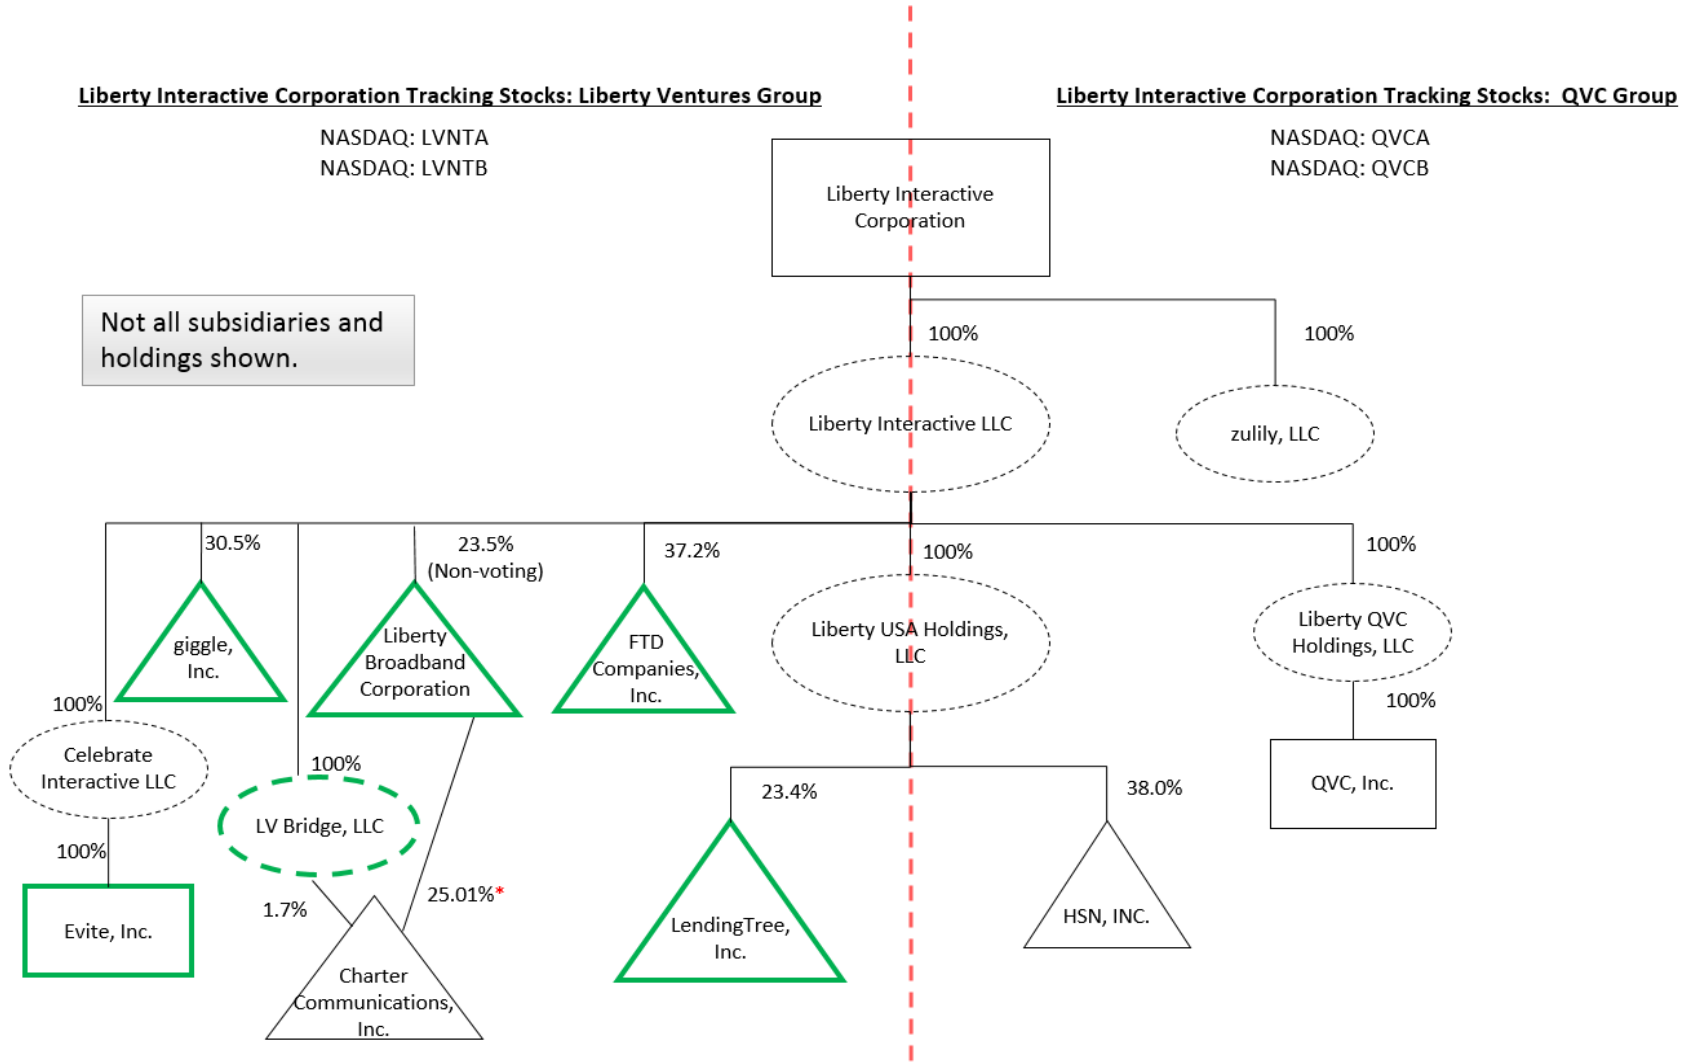 Liberty Interactive Corporation Tracking Stocks: Liberty Ventures Group
NASDAQ: LVNTA
NASDAQ: LVNTB
Liberty Interactive Corporation Tracking Stocks:  QVC Group
NASDAQ: QVCA
NASDAQ: QVCB
Liberty Interactive
Corporation
Not all subsidiaries and
holdings shown.
100%
100%
Liberty Interactive LLC
zulily, LLC
30.5%
23.5%
(Non-voting)
37.2%
100%
100%
giggle,
Inc.
Liberty
Broadband
Corporation
FTD
Companies,
Inc.
Liberty USA Holdings,
LLC
Liberty QVC
Holdings, LLC
100%
100%
Celebrate
Interactive LLC
100%
LV Bridge, LLC
23.4%
38.0%
QVC, Inc.
100%
Evite, Inc.
1.7%
25.01%*
Charter
Communications,
Inc.
LendingTree,
Inc.
HSN, INC.